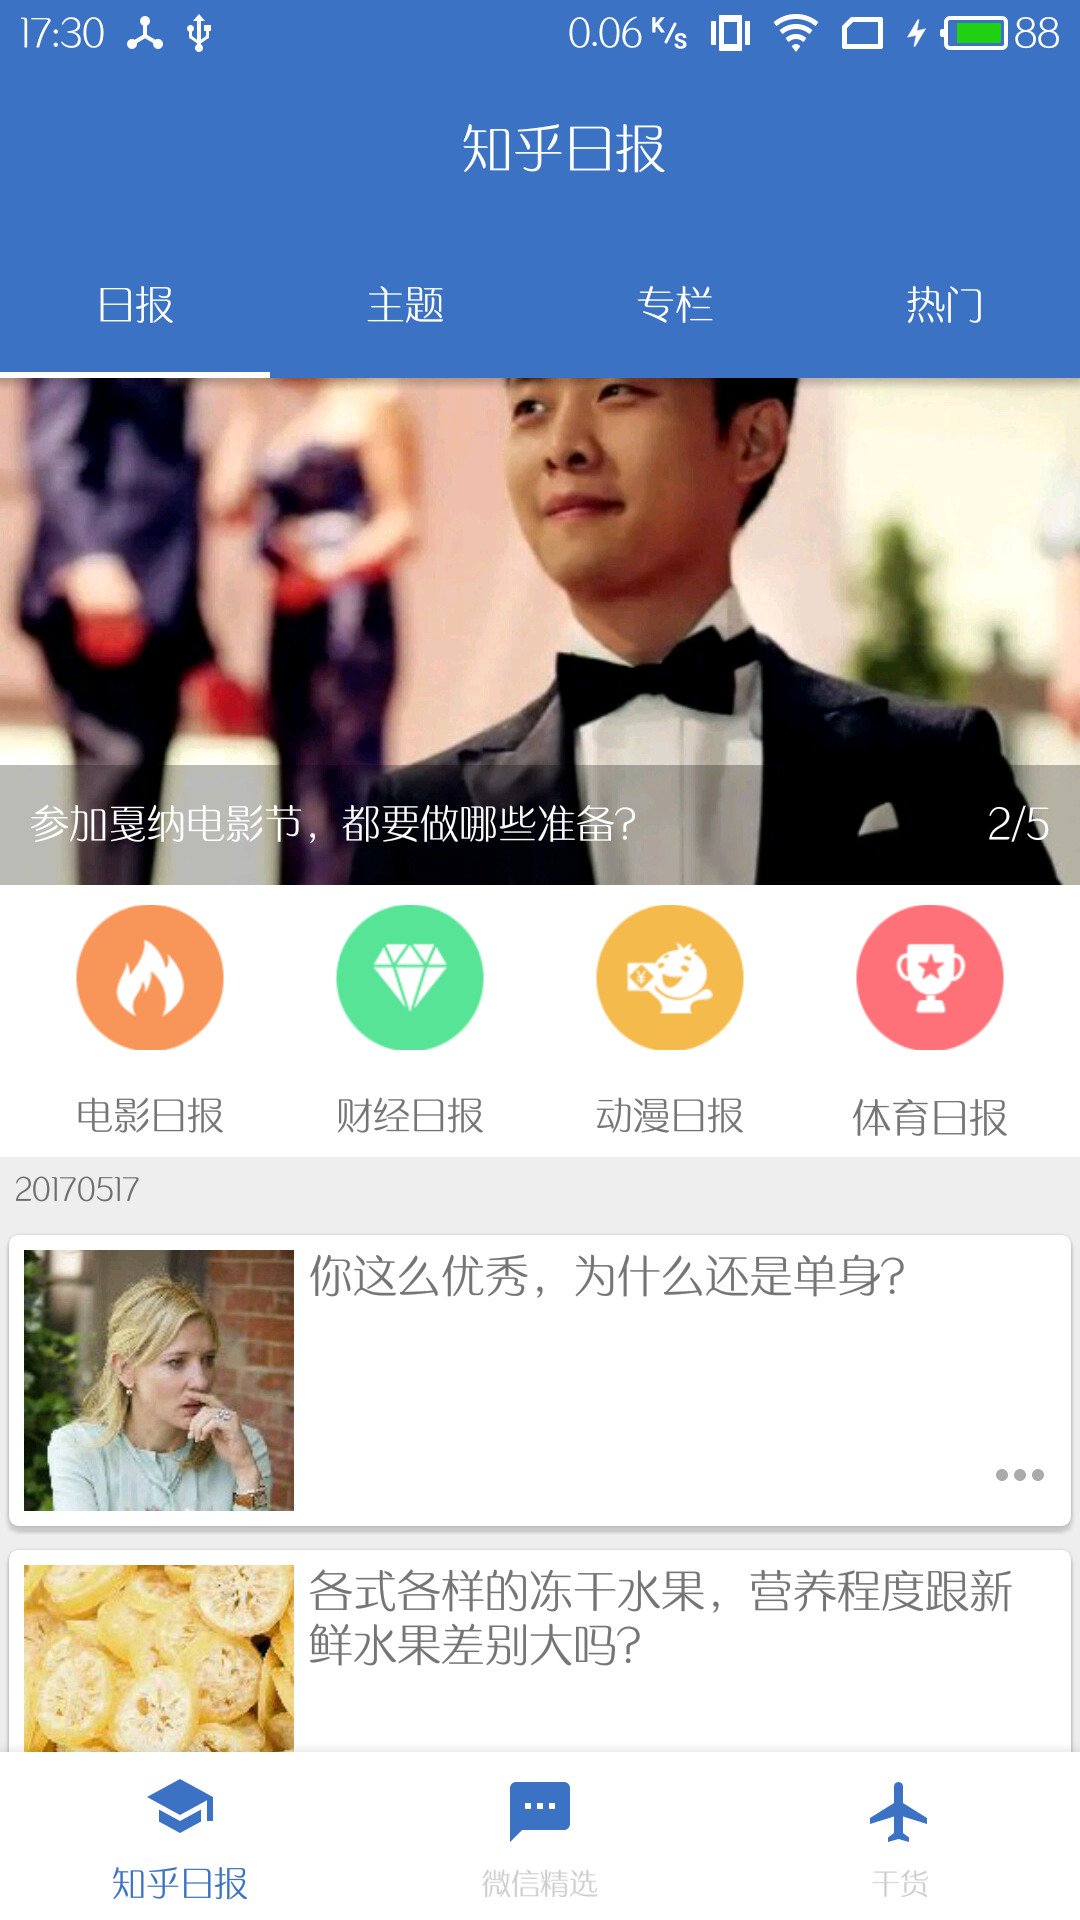 17:30
0.06 K/s
88
知乎日报
日报 主题 专栏 热门
参加戛纳电影节，都要做哪些准备？ 2/5
¥
电影日报 财经日报 动漫日报 体育日报
20170517
你这么优秀，为什么还是单身？
各式各样的冻干水果，营养程度跟新
鲜水果差别大吗？
知乎日报 微信精选 干货